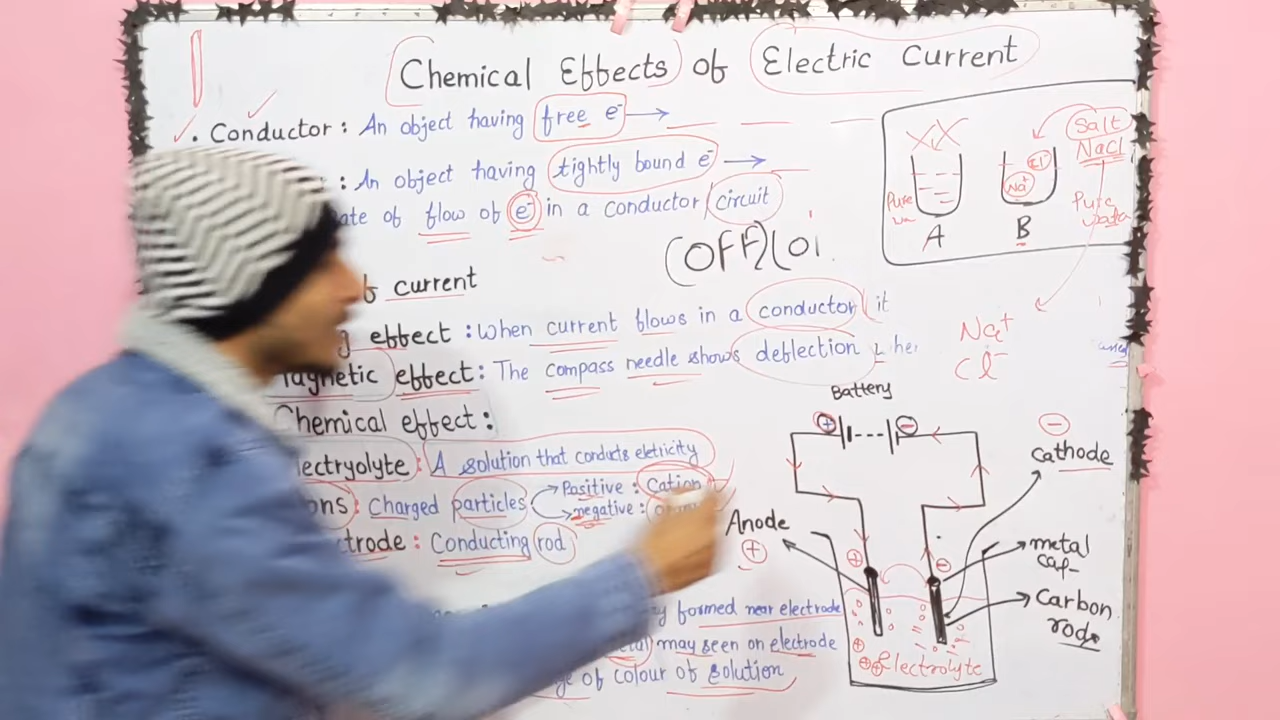 Chemical Effects of Electric Current
• Conductor: An object having free e⁻ →
: An object having tightly bound e⁻ →
ate of flow of e⁻ in a conductor/circuit
(OFF)(
of current
g effect: When current flows in a conductor it
Magnetic effect: The compass needle shows deflection
Chemical effect:
lectryolyte: A solution that conducts eletricity
ons: Charged particles
Positive: Cation
negative:
trode: Conducting rod
formed near electrode
may seen on electrode
of colour of solution
Salt
NaCl
Cl⁻
Na⁺
Pure
Pure
A
B
Na⁺
Cl⁻
Battery
+
−
−
Cathode
Anode
+
+
−
metal
cap
Carbon
rod
Electrolyte